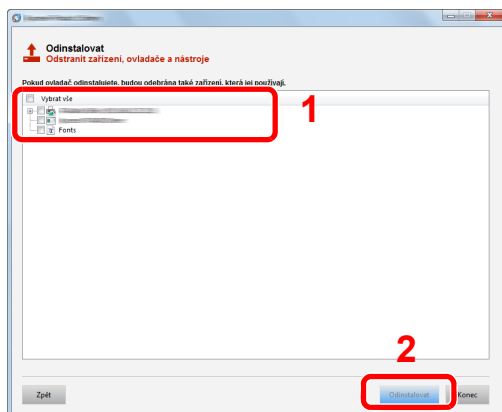 Odinstalovat
Odstranit zařízení, ovladače a nástroje
Pokud ovladač odinstalujete, budou odebrána také zařízení, která jej používají.
Vybrat vše
1
Fonts
2
Zpět
Odinstalovat
Konec